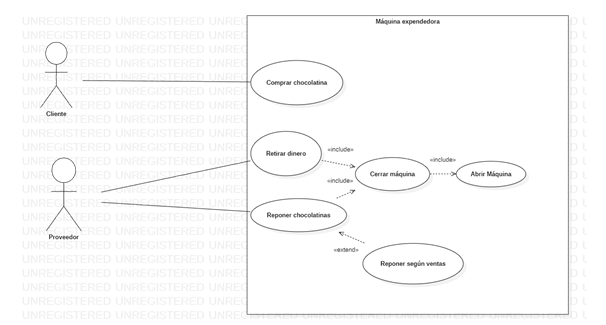 Máquina expendedora
Comprar chocolatina
Cliente
Retirar dinero
«include»
Cerrar máquina
«include»
Abrir Máquina
«include»
Reponer chocolatinas
Proveedor
«extend»
Reponer según ventas
UNREGISTERED UNREGISTERED UNREGISTERED